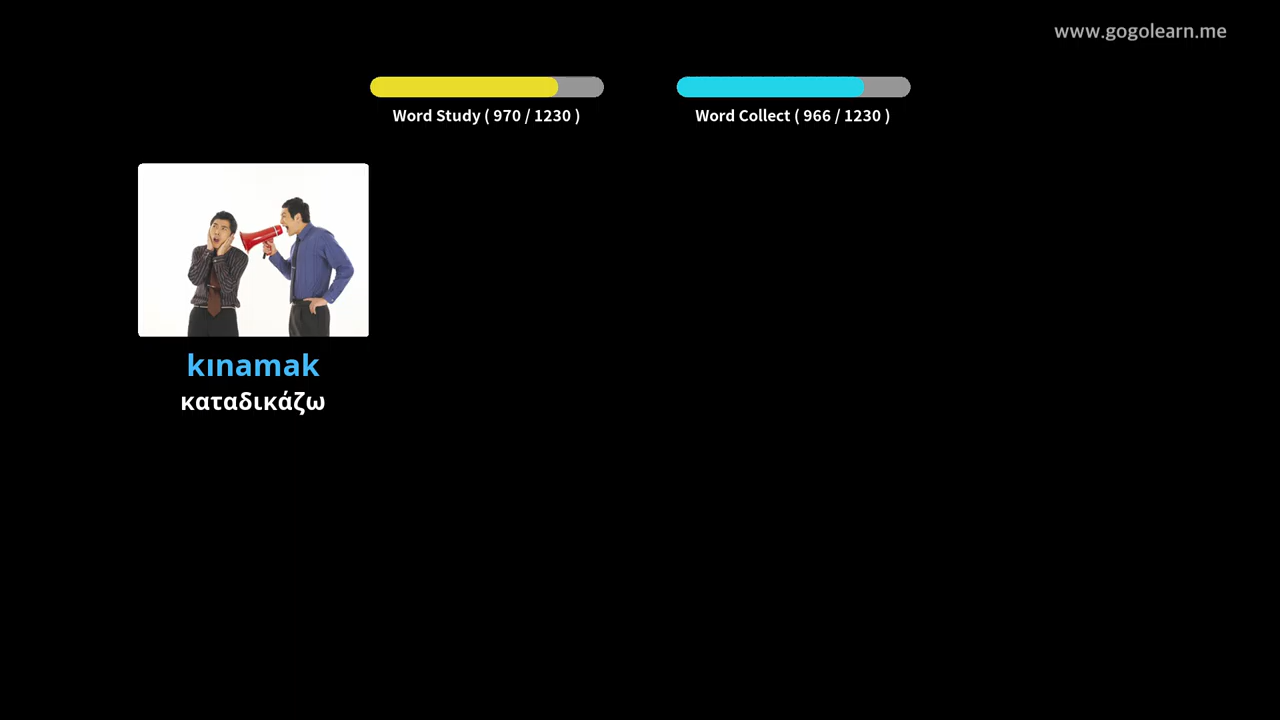 www.gogolearn.me
Word Study ( 970 / 1230 )
Word Collect ( 966 / 1230 )
kınamak
καταδικάζω